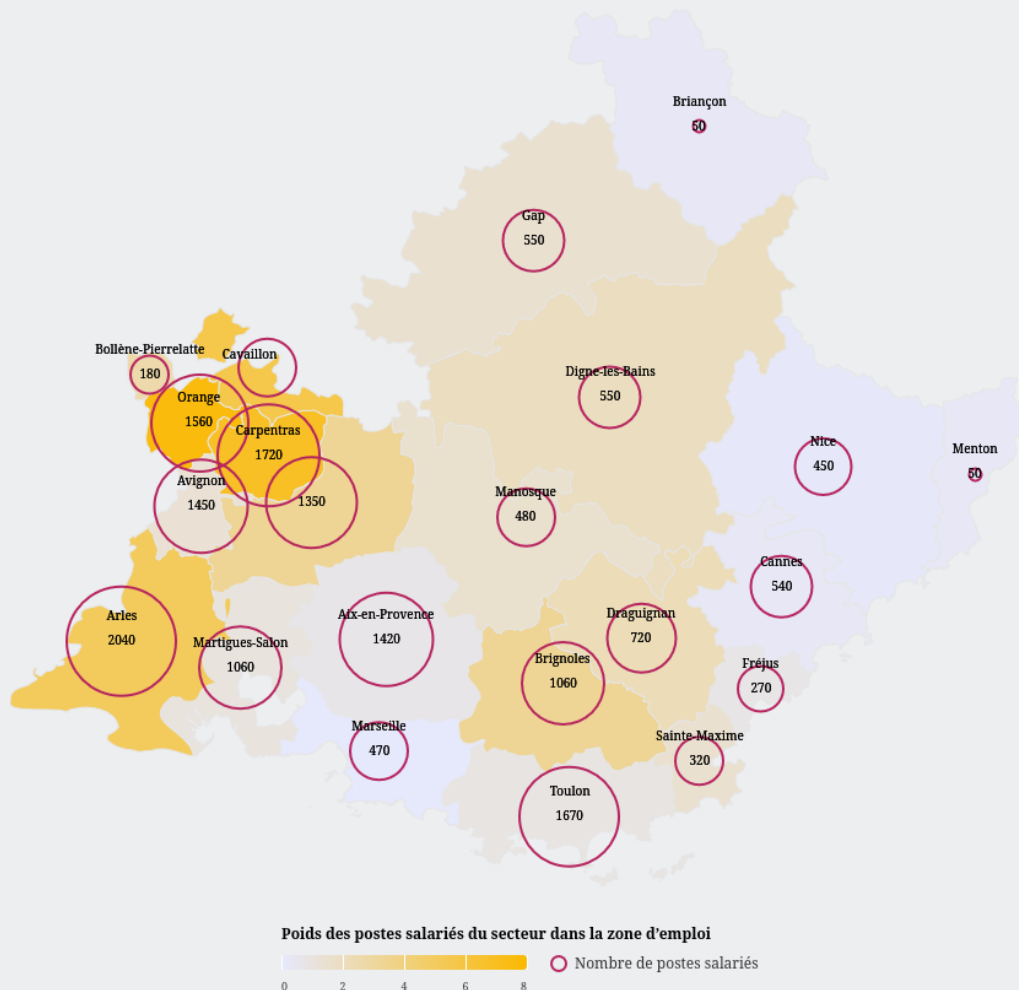 Briançon
50
Gap
550
Bollène-Pierrelatte
180
Cavaillon
Digne-les-Bains
550
Orange
1560
Carpentras
1720
Nice
450
Menton
50
Avignon
1450
1350
Manosque
480
Cannes
540
Arles
2040
Martigues-Salon
1060
Aix-en-Provence
1420
Draguignan
720
Brignoles
1060
Fréjus
270
Marseille
470
Sainte-Maxime
320
Toulon
1670
Poids des postes salariés du secteur dans la zone d’emploi
0 2 4 6 8
Nombre de postes salariés